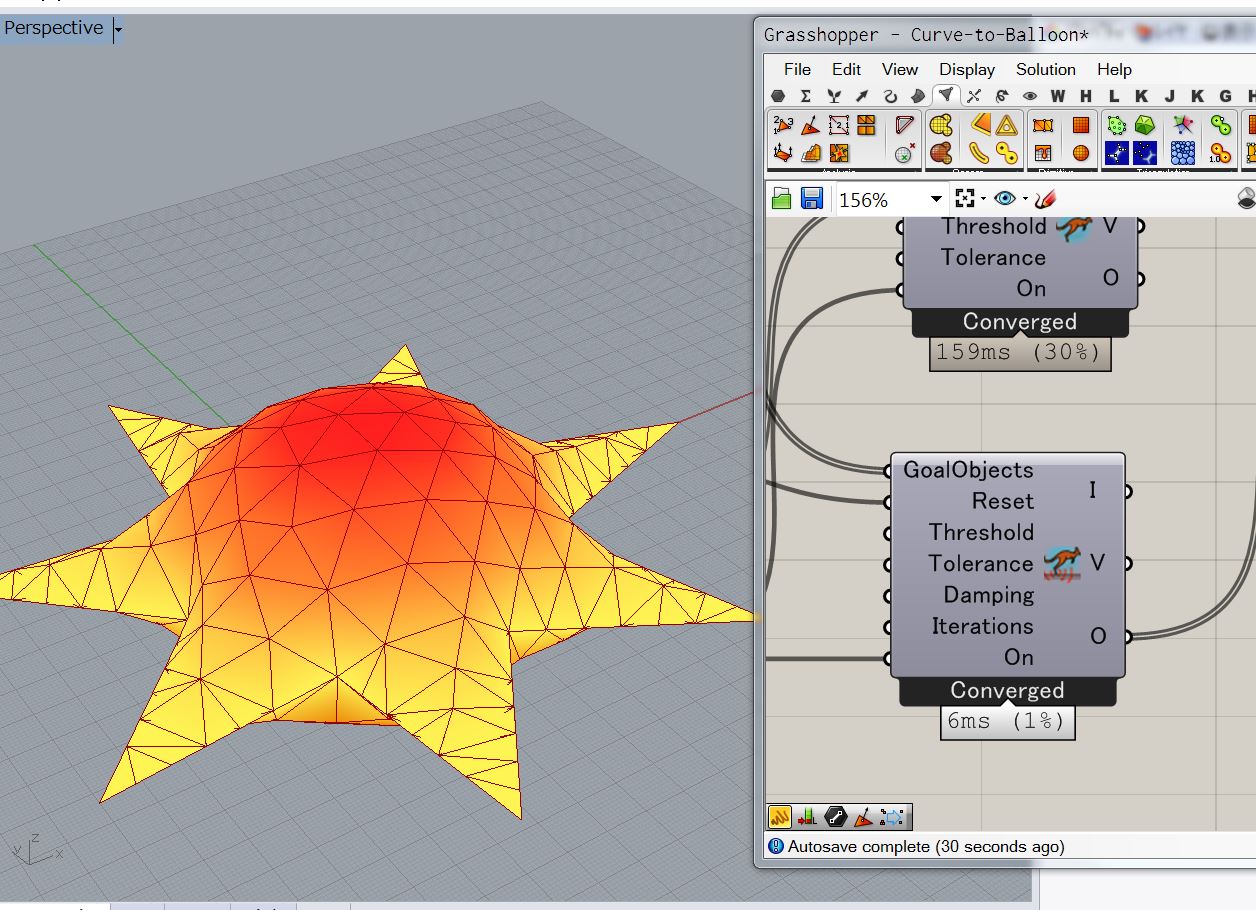 Perspective
Grasshopper - Curve-to-Balloon*
File Edit View Display Solution Help
W H L K J K G H
156%
Threshold V
Tolerance
O
On
Converged
159ms (30%)
GoalObjects
I
Reset
Threshold
Tolerance V
Damping
Iterations
O
On
Converged
6ms (1%)
z
y x
Autosave complete (30 seconds ago)